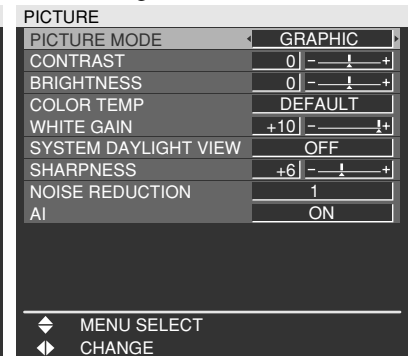 PICTURE
PICTURE MODE GRAPHIC
CONTRAST 0 - +
BRIGHTNESS 0 - +
COLOR TEMP DEFAULT
WHITE GAIN +10 - +
SYSTEM DAYLIGHT VIEW OFF
SHARPNESS +6 - +
NOISE REDUCTION 1
AI ON
MENU SELECT
CHANGE